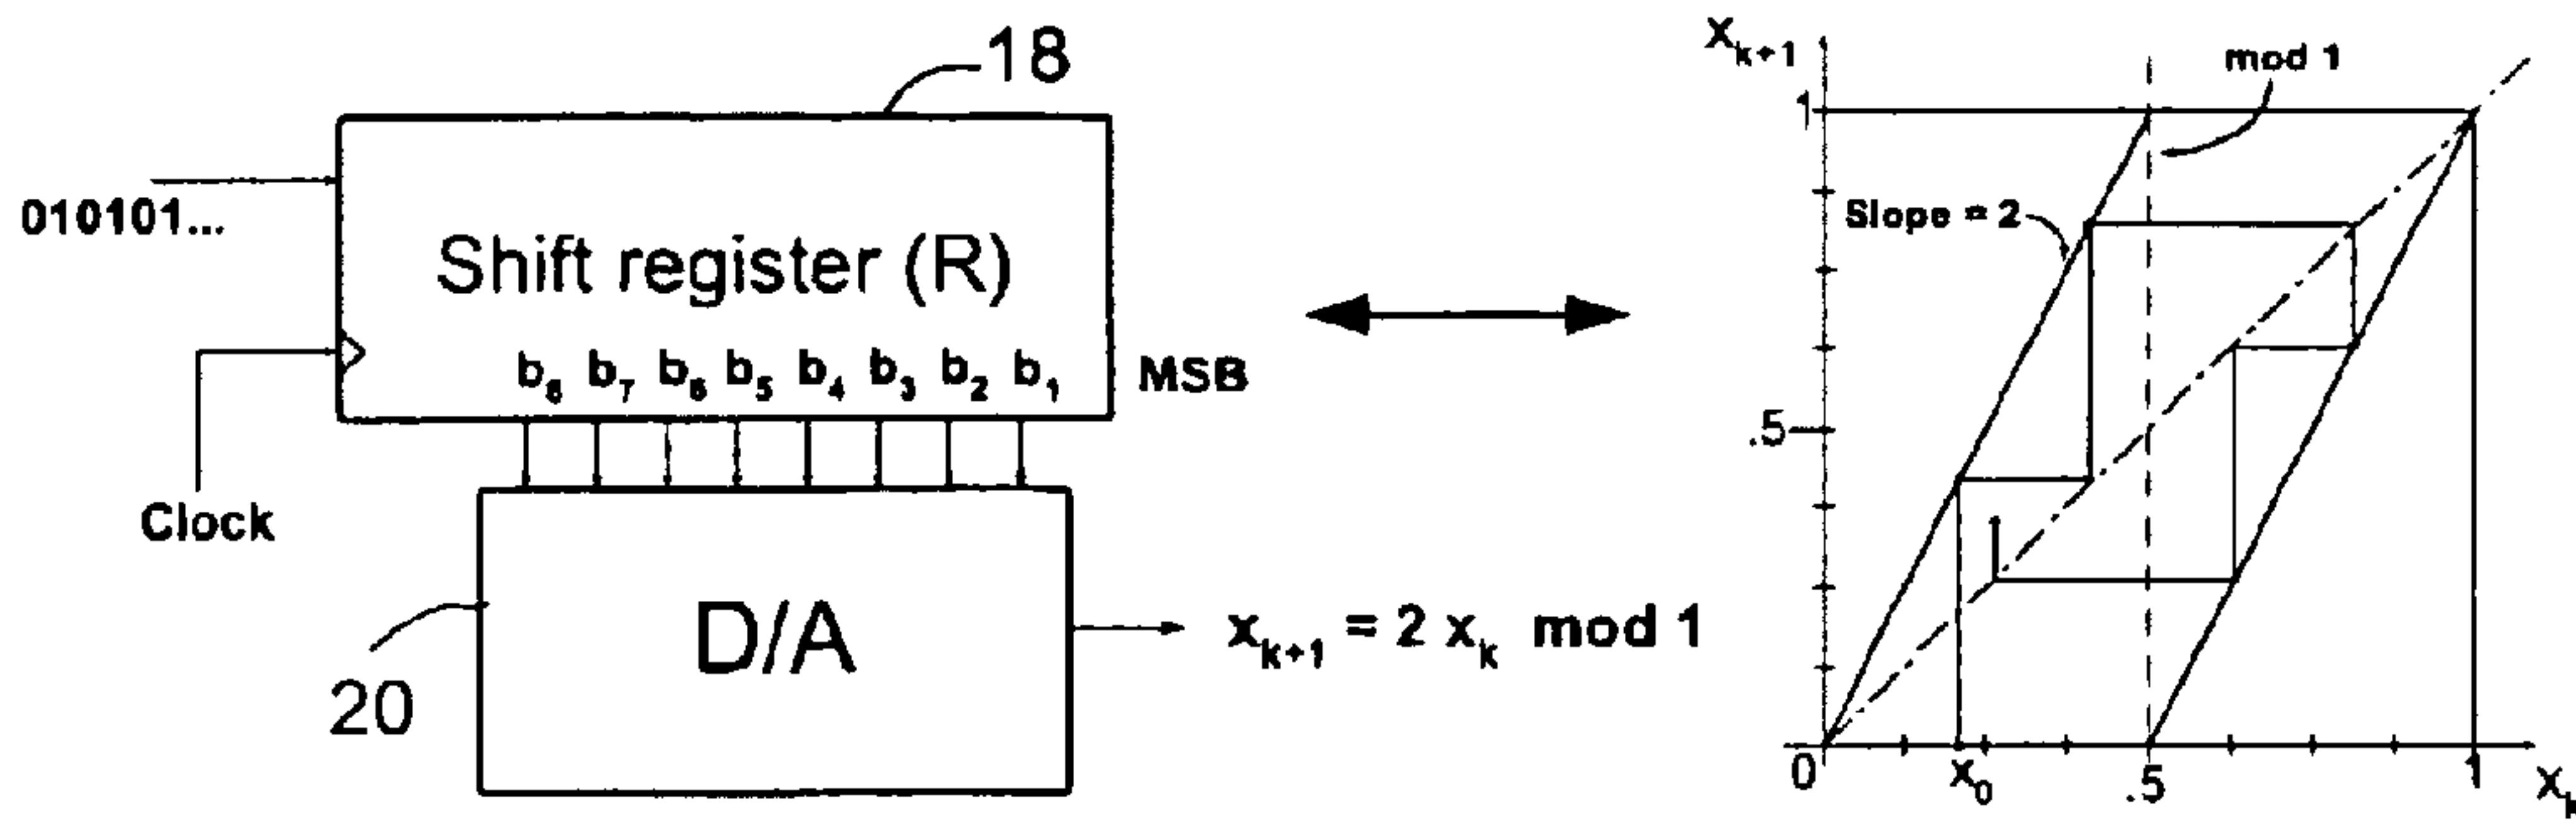 18
010101...
Shift register (R)
b₈ b₇ b₆ b₅ b₄ b₃ b₂ b₁ MSB
Clock
D/A
20
xₖ₊₁ = 2 xₖ mod 1
Xₖ₊₁
mod 1
1
Slope = 2
.5
0
X₀
.5
1
Xₖ